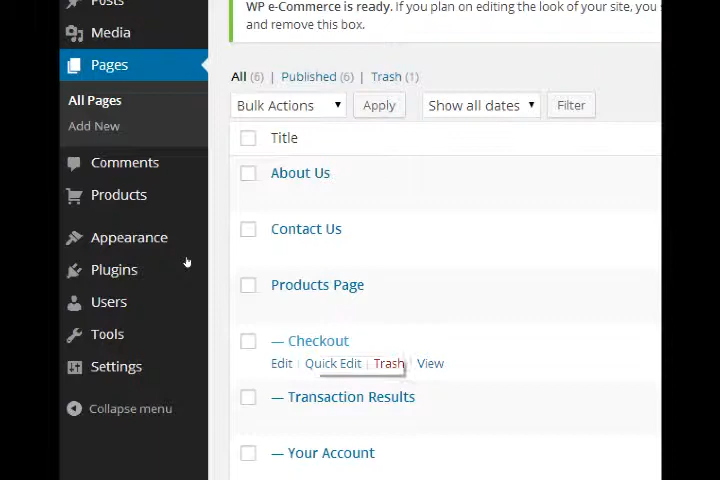 Posts
Media
Pages
All Pages
Add New
Comments
Products
Appearance
Plugins
Users
Tools
Settings
Collapse menu
WP e-Commerce is ready. If you plan on editing the look of your site, you
and remove this box.
All (6) | Published (6) | Trash (1)
Bulk Actions Apply Show all dates Filter
Title
About Us
Contact Us
Products Page
— Checkout
Edit | Quick Edit | Trash | View
— Transaction Results
— Your Account